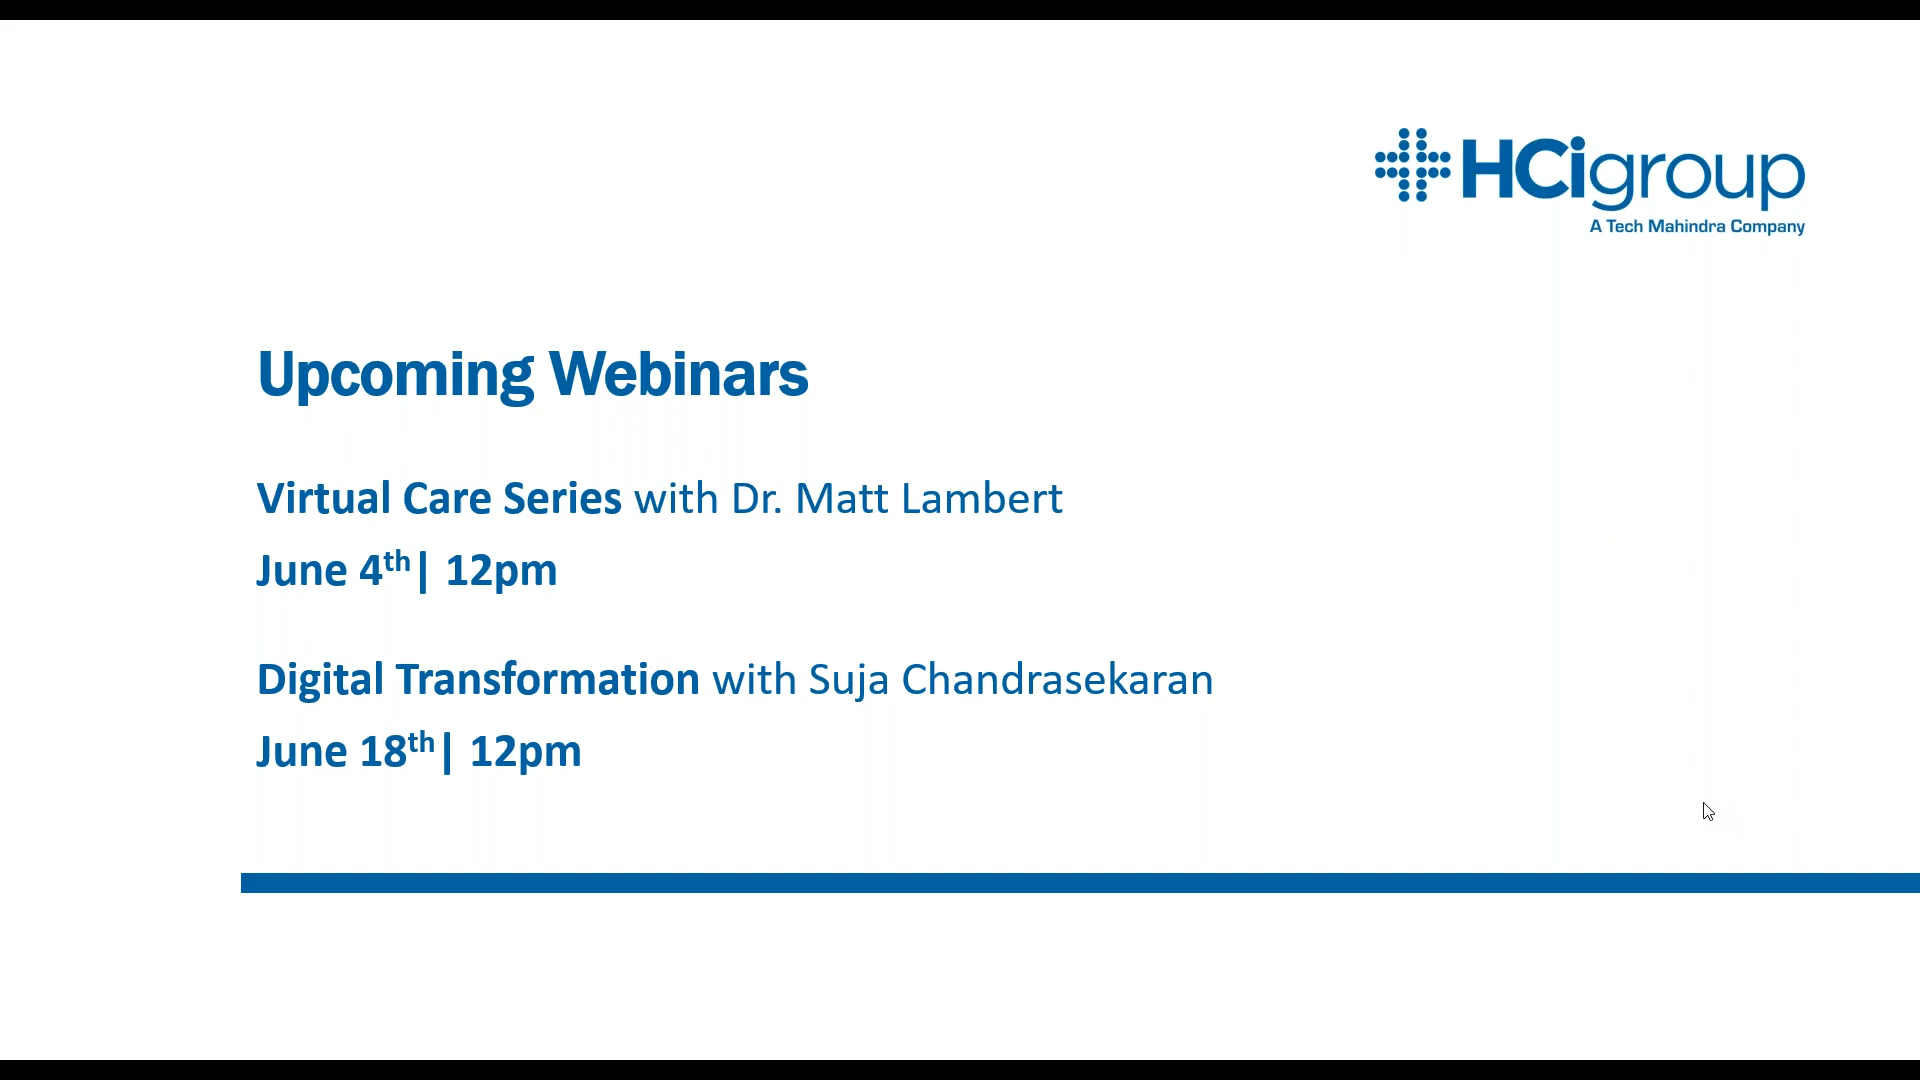 HCigroup
A Tech Mahindra Company
Upcoming Webinars
Virtual Care Series with Dr. Matt Lambert
June 4th| 12pm
Digital Transformation with Suja Chandrasekaran
June 18th| 12pm